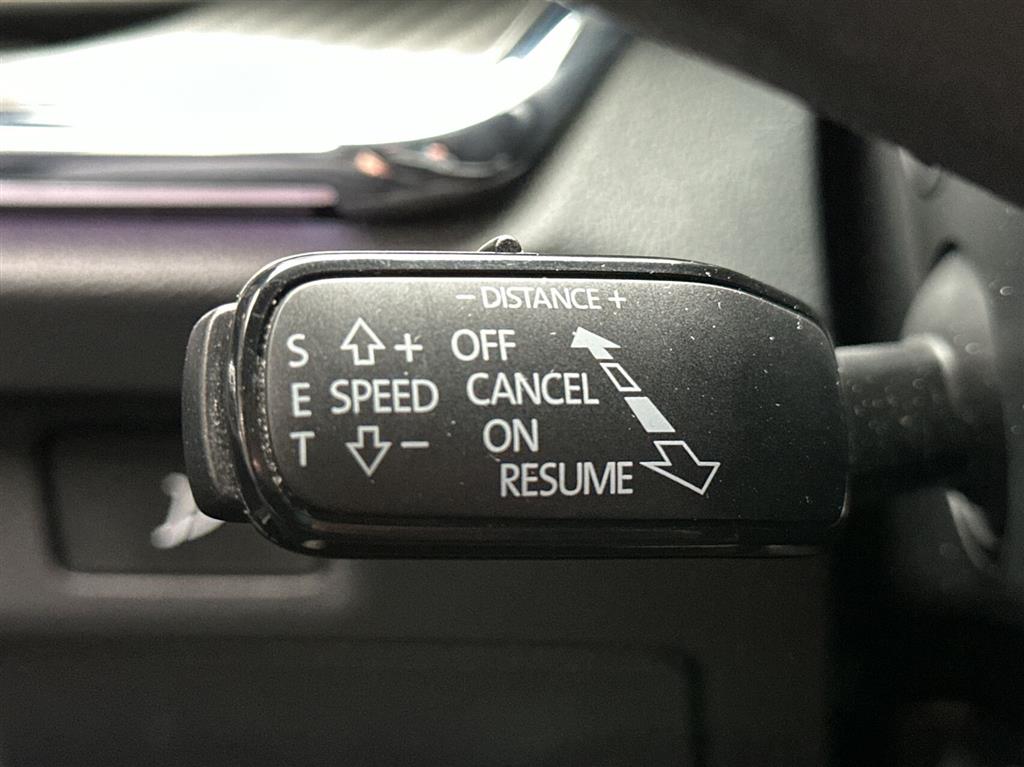 − DISTANCE +
S + OFF
E SPEED CANCEL
T − ON
RESUME